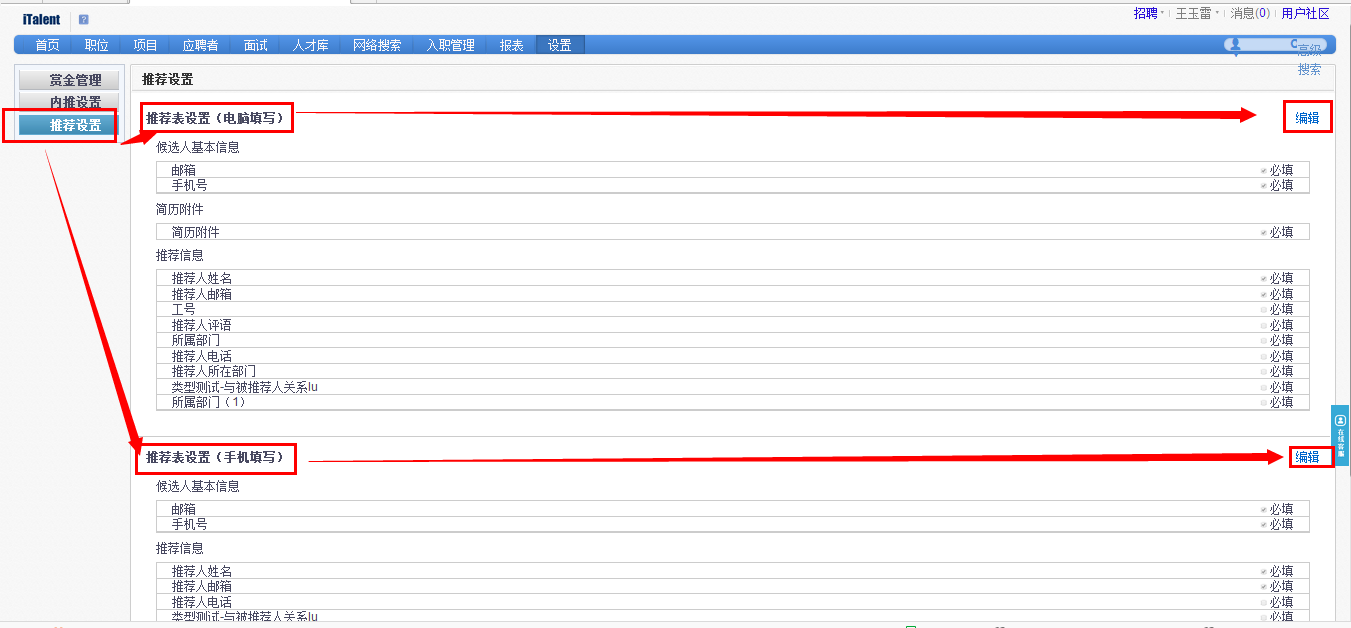 iTalent ?
招聘 王玉雷 消息(0) 用户社区
首页 职位 项目 应聘者 面试 人才库 网络搜索 入职管理 报表 设置
高级搜索
赏金管理
内推设置
推荐设置
推荐设置
推荐表设置（电脑填写） 编辑
候选人基本信息
邮箱 必填
手机号 必填
简历附件
简历附件 必填
推荐信息
推荐人姓名 必填
推荐人邮箱 必填
工号 必填
推荐人评语 必填
所属部门 必填
推荐人电话 必填
推荐人所在部门 必填
类型测试-与被推荐人关系lu 必填
所属部门（1） 必填
在线客服
推荐表设置（手机填写） 编辑
候选人基本信息
邮箱 必填
手机号 必填
推荐信息
推荐人姓名 必填
推荐人邮箱 必填
推荐人电话 必填
类型测试-与被推荐人关系lu 必填